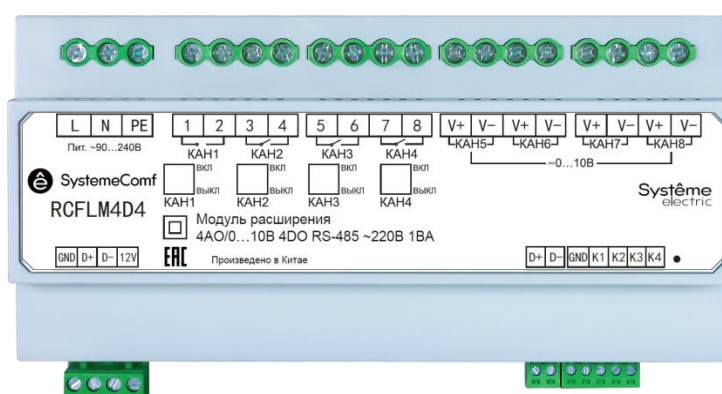 L N PE 1 2 3 4 5 6 7 8 V+ V- V+ V- V+ V- V+ V-
Пит. ~90...240В КАН1 КАН2 КАН3 КАН4 КАН5 КАН6 КАН7 КАН8
⎓0...10В
ВКЛ ВКЛ ВКЛ ВКЛ
ê SystemeComf
ВЫКЛ ВЫКЛ ВЫКЛ ВЫКЛ
КАН1 КАН2 КАН3 КАН4
Systême
electric
RCFLM4D4
Модуль расширения
4AO/0...10В 4DO RS-485 ~220В 1ВА
GND D+ D- 12V
EAC Произведено в Китае
D+ D- GND K1 K2 K3 K4